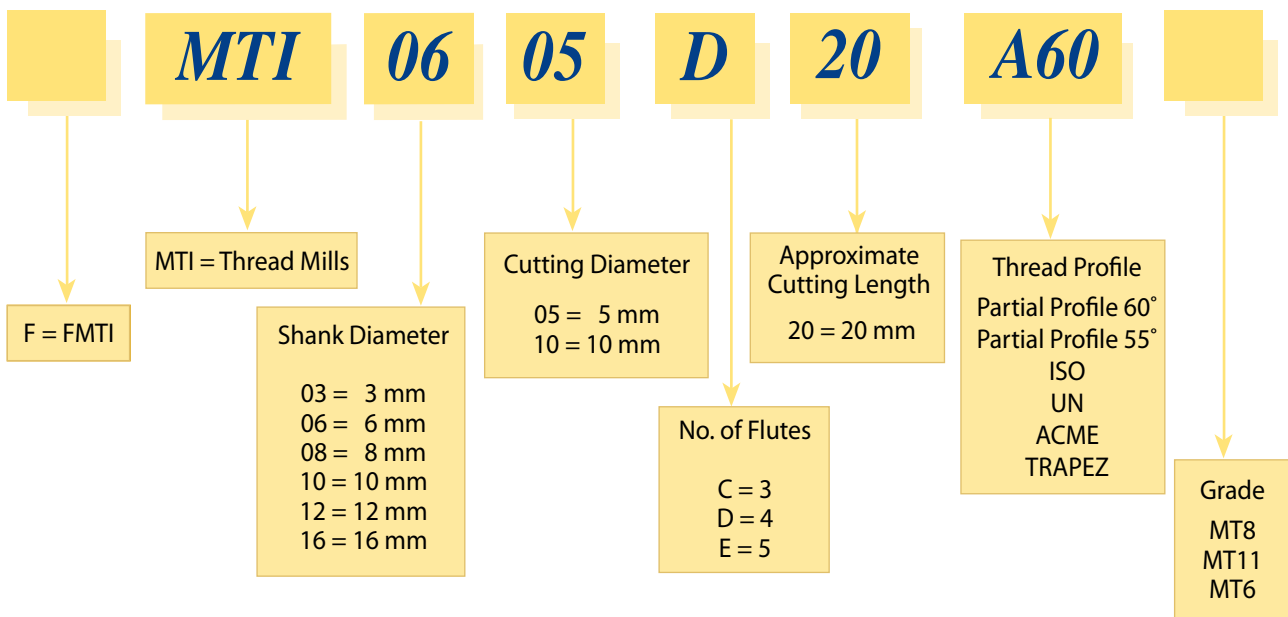 MTI 06 05 D 20 A60
F = FMTI
MTI = Thread Mills
Shank Diameter
03 = 3 mm
06 = 6 mm
08 = 8 mm
10 = 10 mm
12 = 12 mm
16 = 16 mm
Cutting Diameter
05 = 5 mm
10 = 10 mm
No. of Flutes
C = 3
D = 4
E = 5
Approximate
Cutting Length
20 = 20 mm
Thread Profile
Partial Profile 60˚
Partial Profile 55˚
ISO
UN
ACME
TRAPEZ
Grade
MT8
MT11
MT6